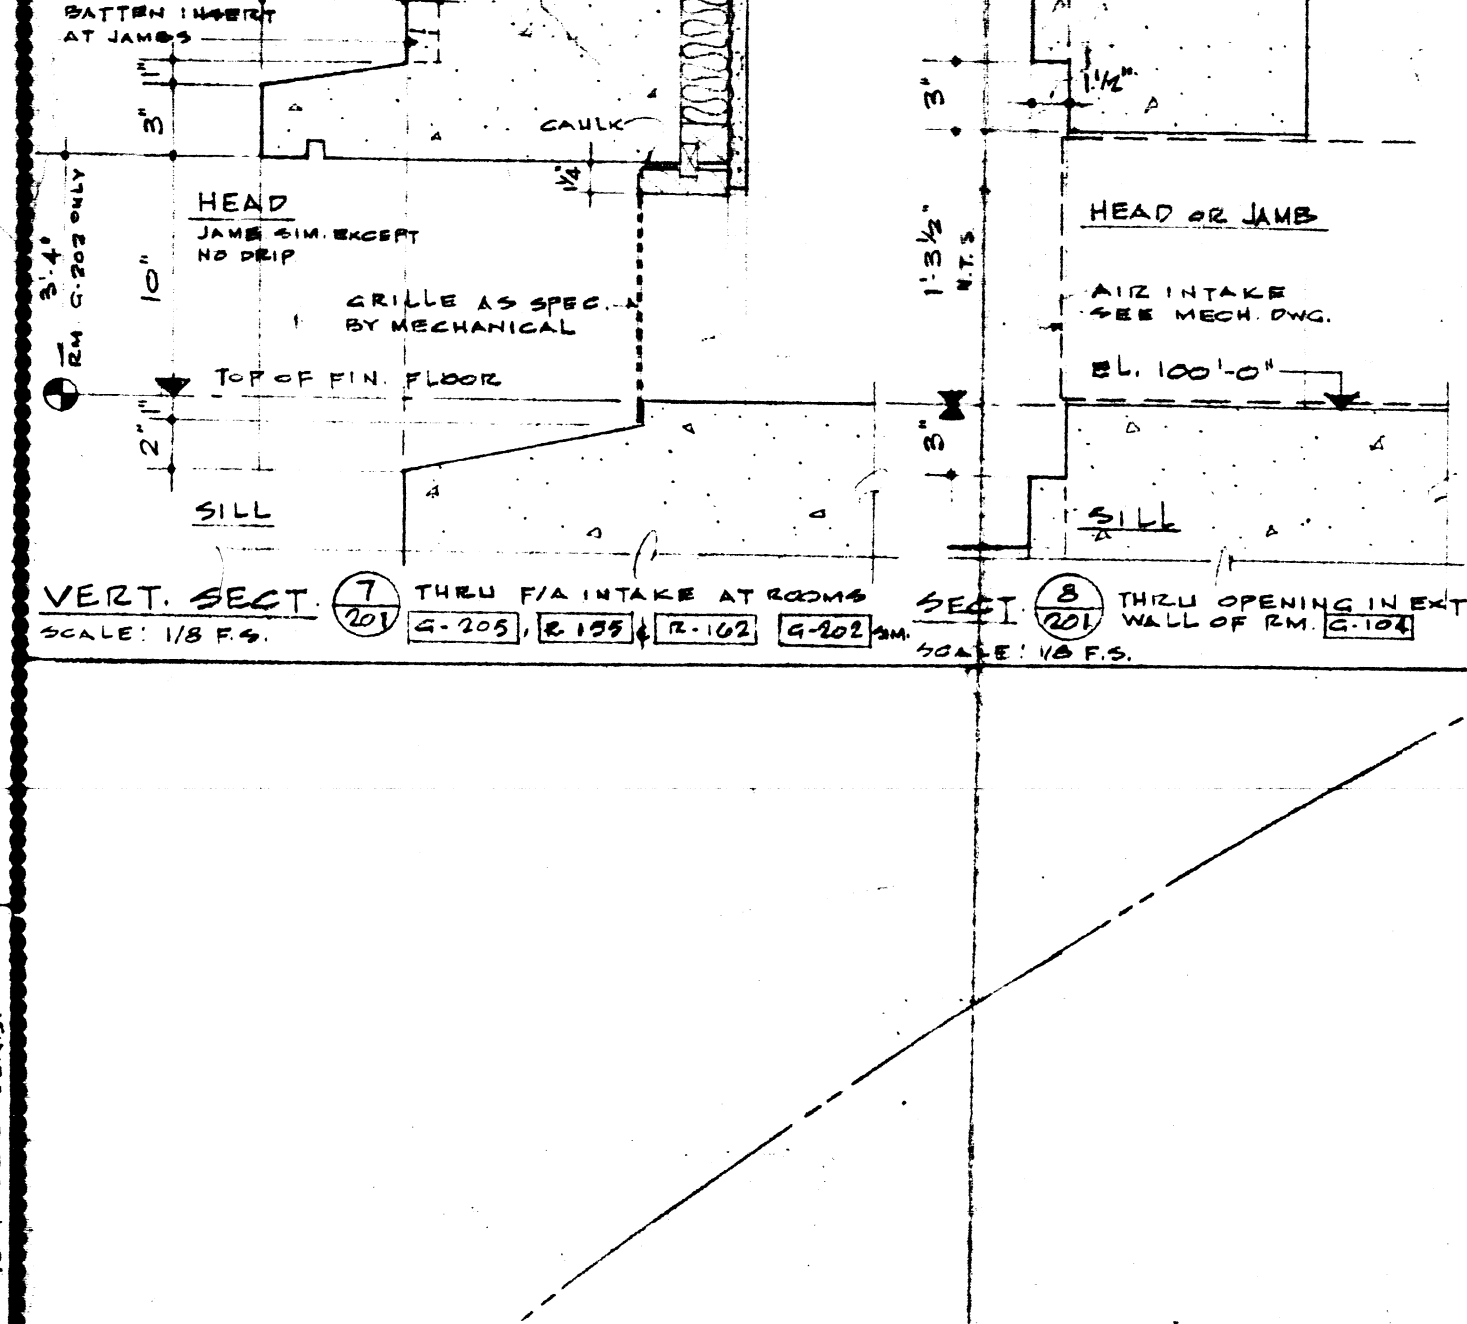 BATTEN INSERT
AT JAMBS
1"
3"
CAULK
1¼"
HEAD
JAMB SIM. EXCEPT
NO DRIP
3'-4"
RM G-202 ONLY
10"
GRILLE AS SPEC.
BY MECHANICAL
TOP OF FIN. FLOOR
1"
2"
SILL
VERT. SECT.
SCALE: 1/8 F.S.
7
201
THRU F/A INTAKE AT ROOMS
G-205, R 155 & R-162 G-202 SIM.
3"
1½"
1'-3½"
N.T.S.
HEAD OR JAMB
AIR INTAKE
SEE MECH. DWG.
EL. 100'-0"
3"
SILL
SECT.
8
201
THRU OPENING IN EXT
WALL OF RM. G-104
SCALE: 1/8 F.S.